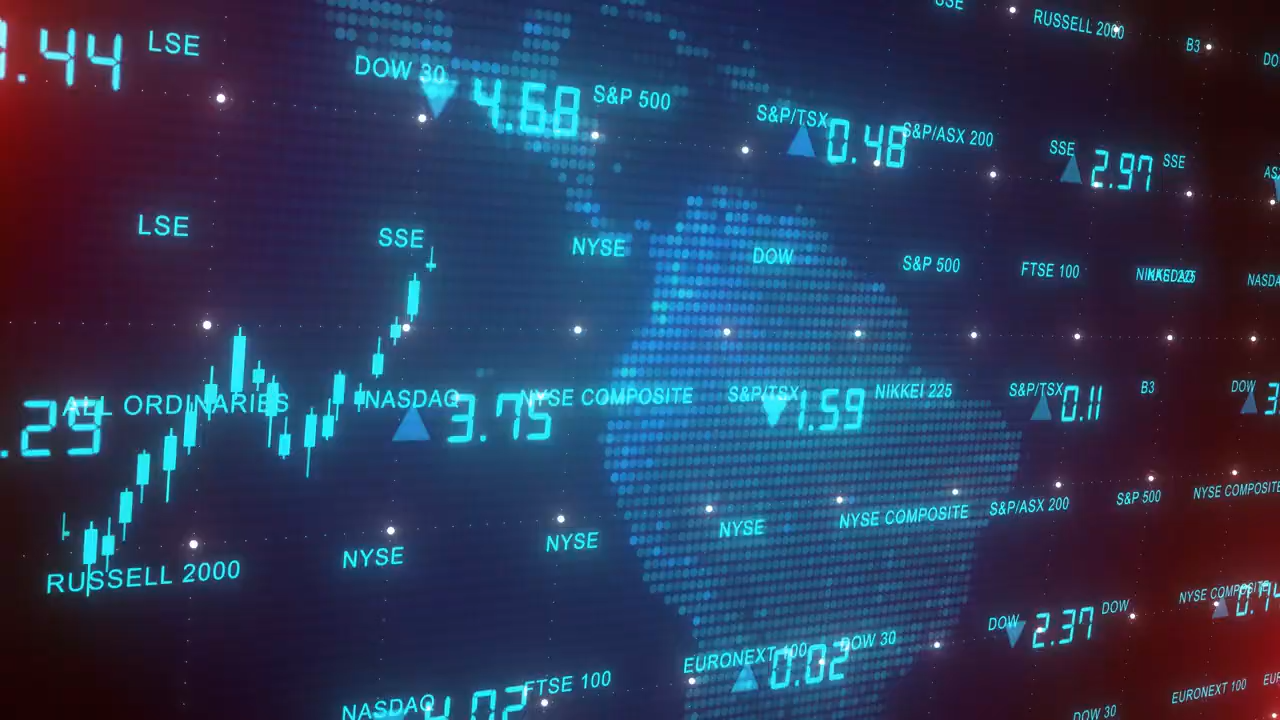 SSE RUSSELL 2000 B3
.44 LSE DOW 30 4.68 S&P 500 S&P/TSX 0.48 S&P/ASX 200 SSE 2.97 SSE
LSE SSE NYSE DOW S&P 500 FTSE 100
.29 ALL ORDINARIES NASDAQ 3.75 NYSE COMPOSITE S&P/TSX 1.59 NIKKEI 225 S&P/TSX 0.11 B3 DOW
RUSSELL 2000 NYSE NYSE NYSE NYSE COMPOSITE S&P/ASX 200 S&P 500 NYSE COMPOSITE
NASDAQ 4.02 FTSE 100 EURONEXT 100 0.02 DOW 30 DOW 2.37 DOW NYSE COMPOSITE
DOW 30 EURONEXT 100